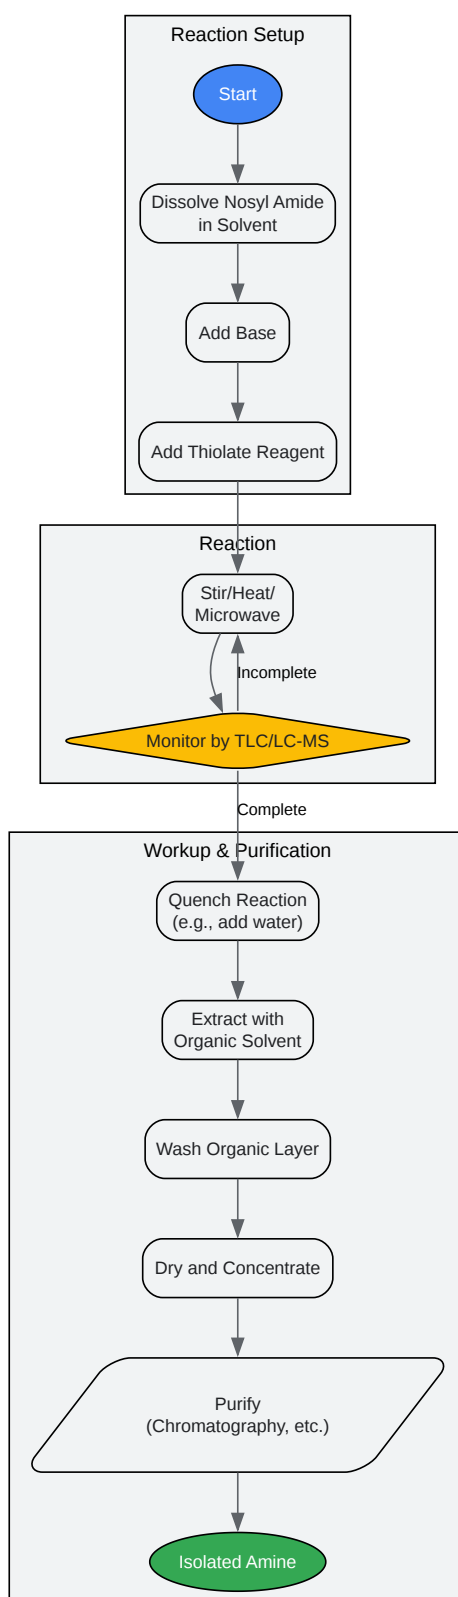 Reaction Setup
Start
Dissolve Nosyl Amide
in Solvent
Add Base
Add Thiolate Reagent
Reaction
Stir/Heat/
Microwave
Incomplete
Monitor by TLC/LC-MS
Complete
Workup & Purification
Quench Reaction
(e.g., add water)
Extract with
Organic Solvent
Wash Organic Layer
Dry and Concentrate
Purify
(Chromatography, etc.)
Isolated Amine